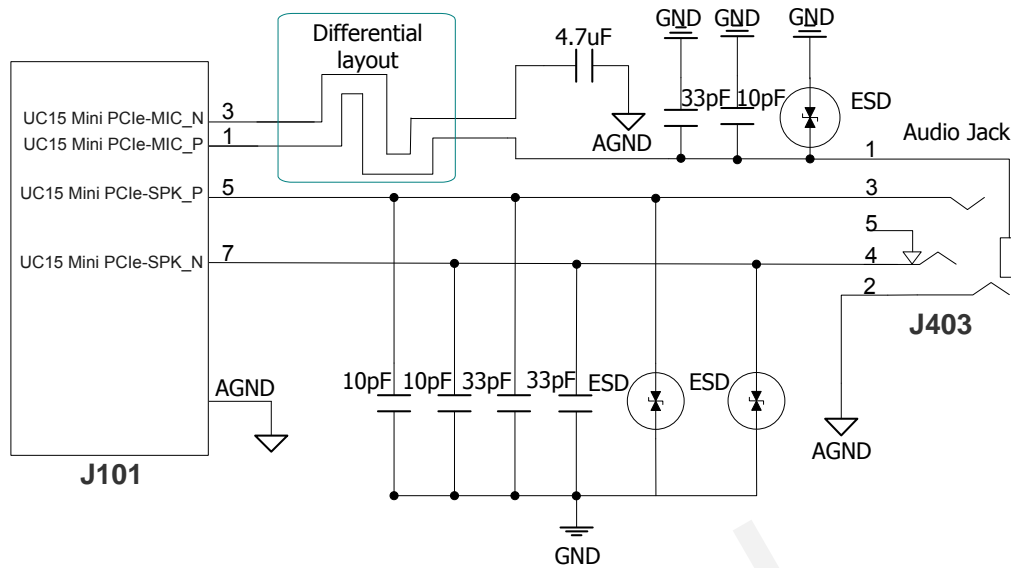 Differential
layout
4.7uF
AGND
GND
GND
GND
33pF
10pF
ESD
Audio Jack
UC15 Mini PCIe-MIC_N
3
UC15 Mini PCIe-MIC_P
1
UC15 Mini PCIe-SPK_P
5
UC15 Mini PCIe-SPK_N
7
AGND
J101
1
3
5
4
2
J403
AGND
10pF
10pF
33pF
33pF
ESD
ESD
GND